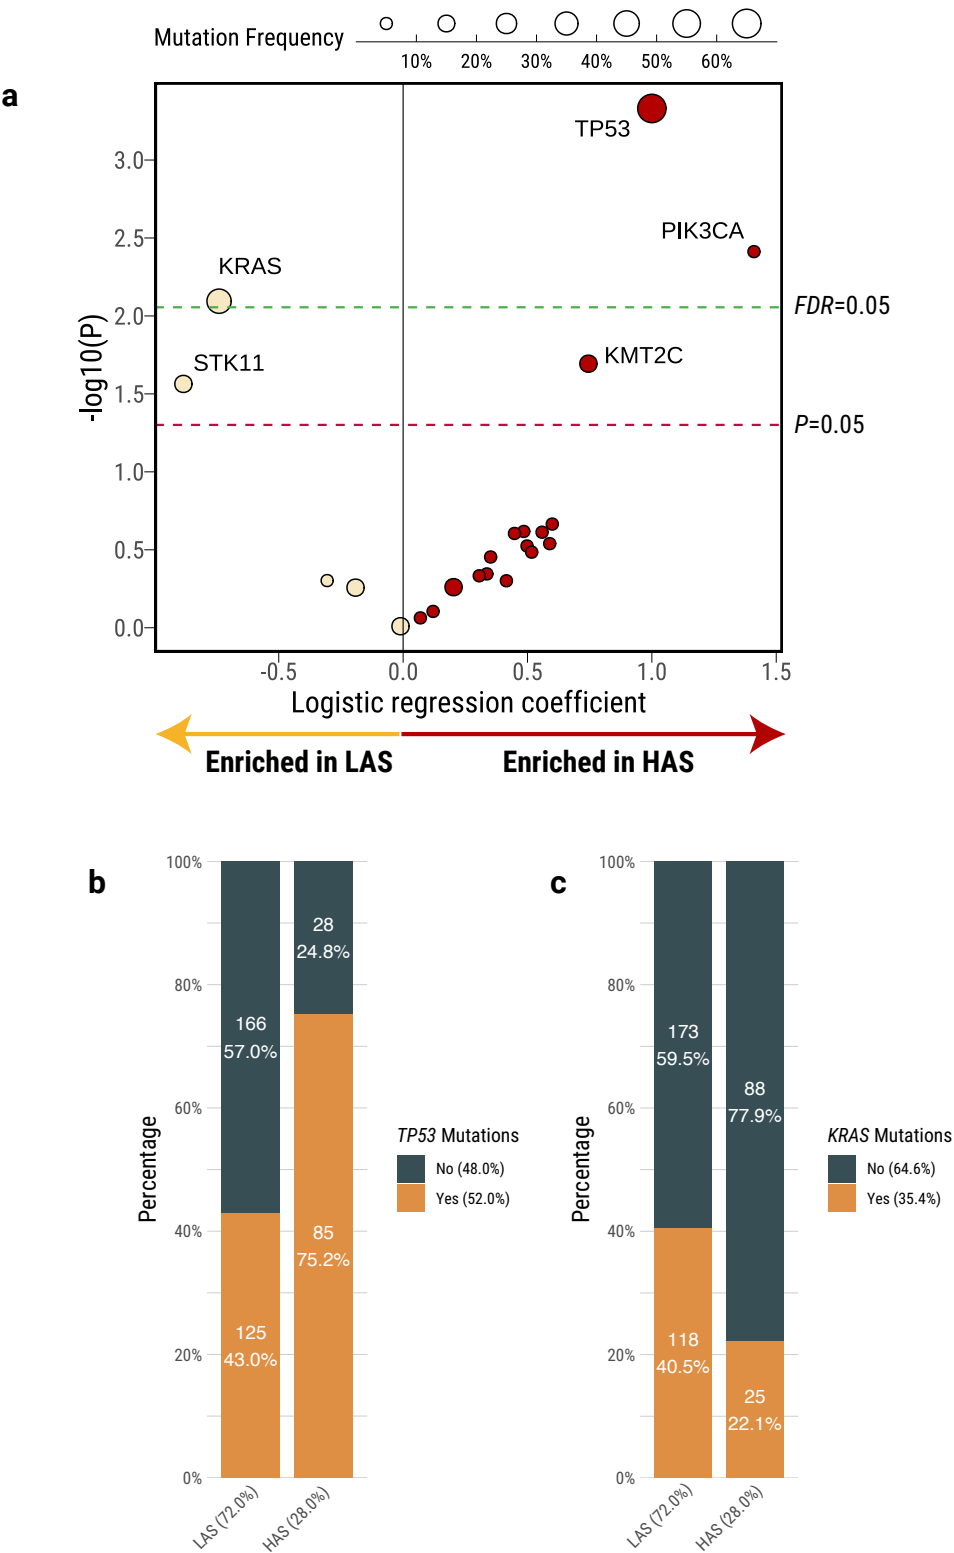 Mutation Frequency
10% 20% 30% 40% 50% 60%
a
TP53
3.0
PIK3CA
2.5
KRAS
FDR=0.05
2.0
KMT2C
STK11
-log10(P)
1.5
P=0.05
1.0
0.5
0.0
-0.5 0.0 0.5 1.0 1.5
Logistic regression coefficient
Enriched in LAS Enriched in HAS
b
100%
80%
60%
40%
20%
0%
Percentage
166
57.0%
125
43.0%
28
24.8%
85
75.2%
LAS (72.0%)
HAS (28.0%)
TP53 Mutations
No (48.0%)
Yes (52.0%)
c
100%
80%
60%
40%
20%
0%
Percentage
173
59.5%
118
40.5%
88
77.9%
25
22.1%
LAS (72.0%)
HAS (28.0%)
KRAS Mutations
No (64.6%)
Yes (35.4%)